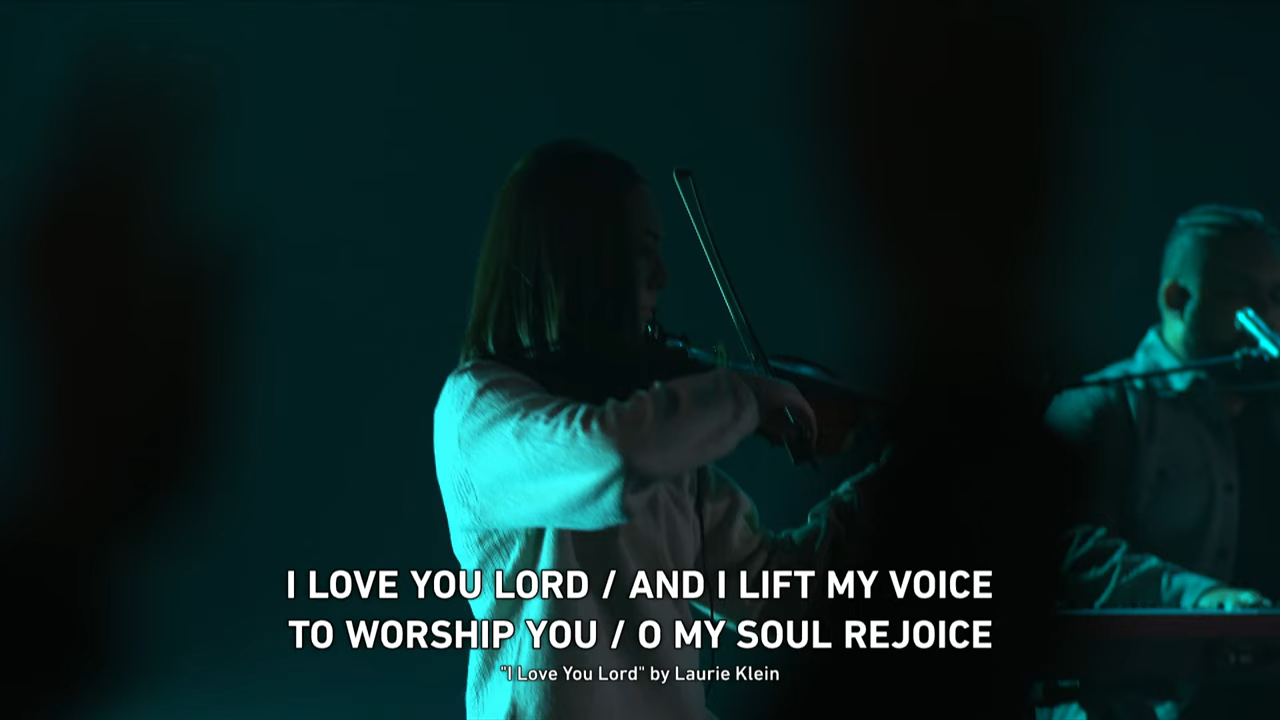 I LOVE YOU LORD / AND I LIFT MY VOICE
TO WORSHIP YOU / O MY SOUL REJOICE
"I Love You Lord" by Laurie Klein